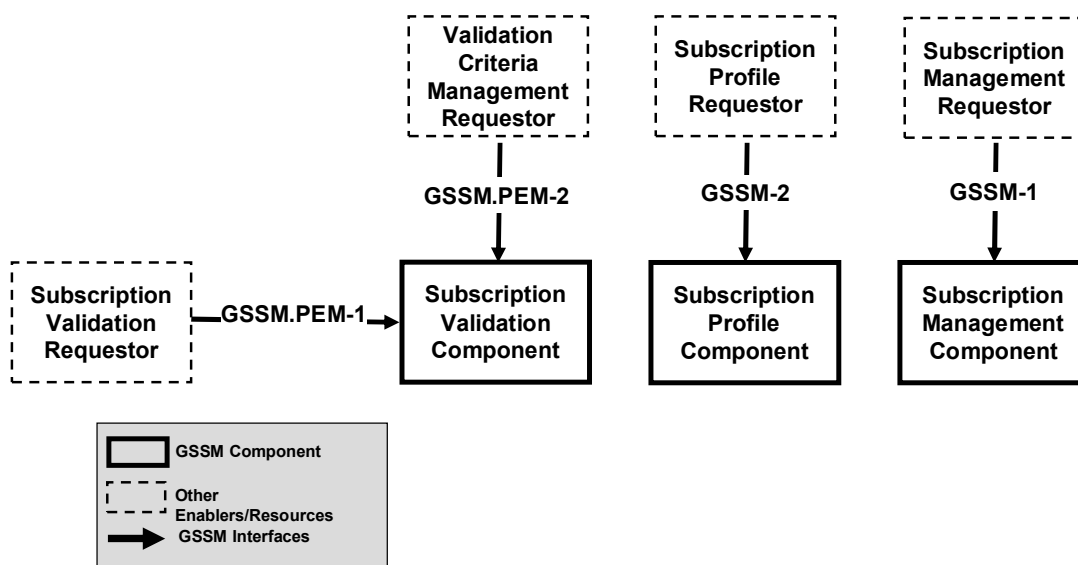 Validation
Criteria
Management
Requestor
Subscription
Profile
Requestor
Subscription
Management
Requestor
GSSM.PEM-2
GSSM-2
GSSM-1
Subscription
Validation
Requestor
GSSM.PEM-1
Subscription
Validation
Component
Subscription
Profile
Component
Subscription
Management
Component
GSSM Component
Other
Enablers/Resources
GSSM Interfaces